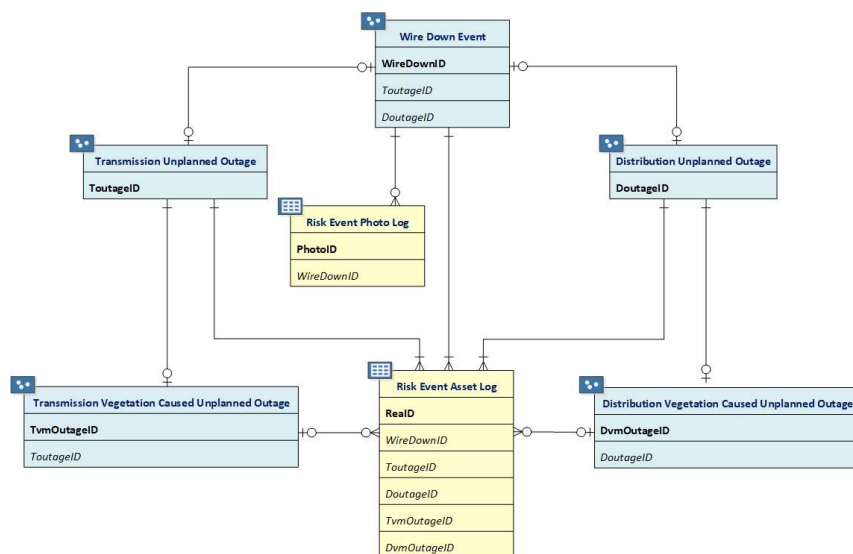 Wire Down Event
WireDownID
ToutageID
DoutageID
Transmission Unplanned Outage
ToutageID
Distribution Unplanned Outage
DoutageID
Risk Event Photo Log
PhotoID
WireDownID
Transmission Vegetation Caused Unplanned Outage
TvmOutageID
ToutageID
Risk Event Asset Log
ReaID
WireDownID
ToutageID
DoutageID
TvmOutageID
DvmOutageID
Distribution Vegetation Caused Unplanned Outage
DvmOutageID
DoutageID